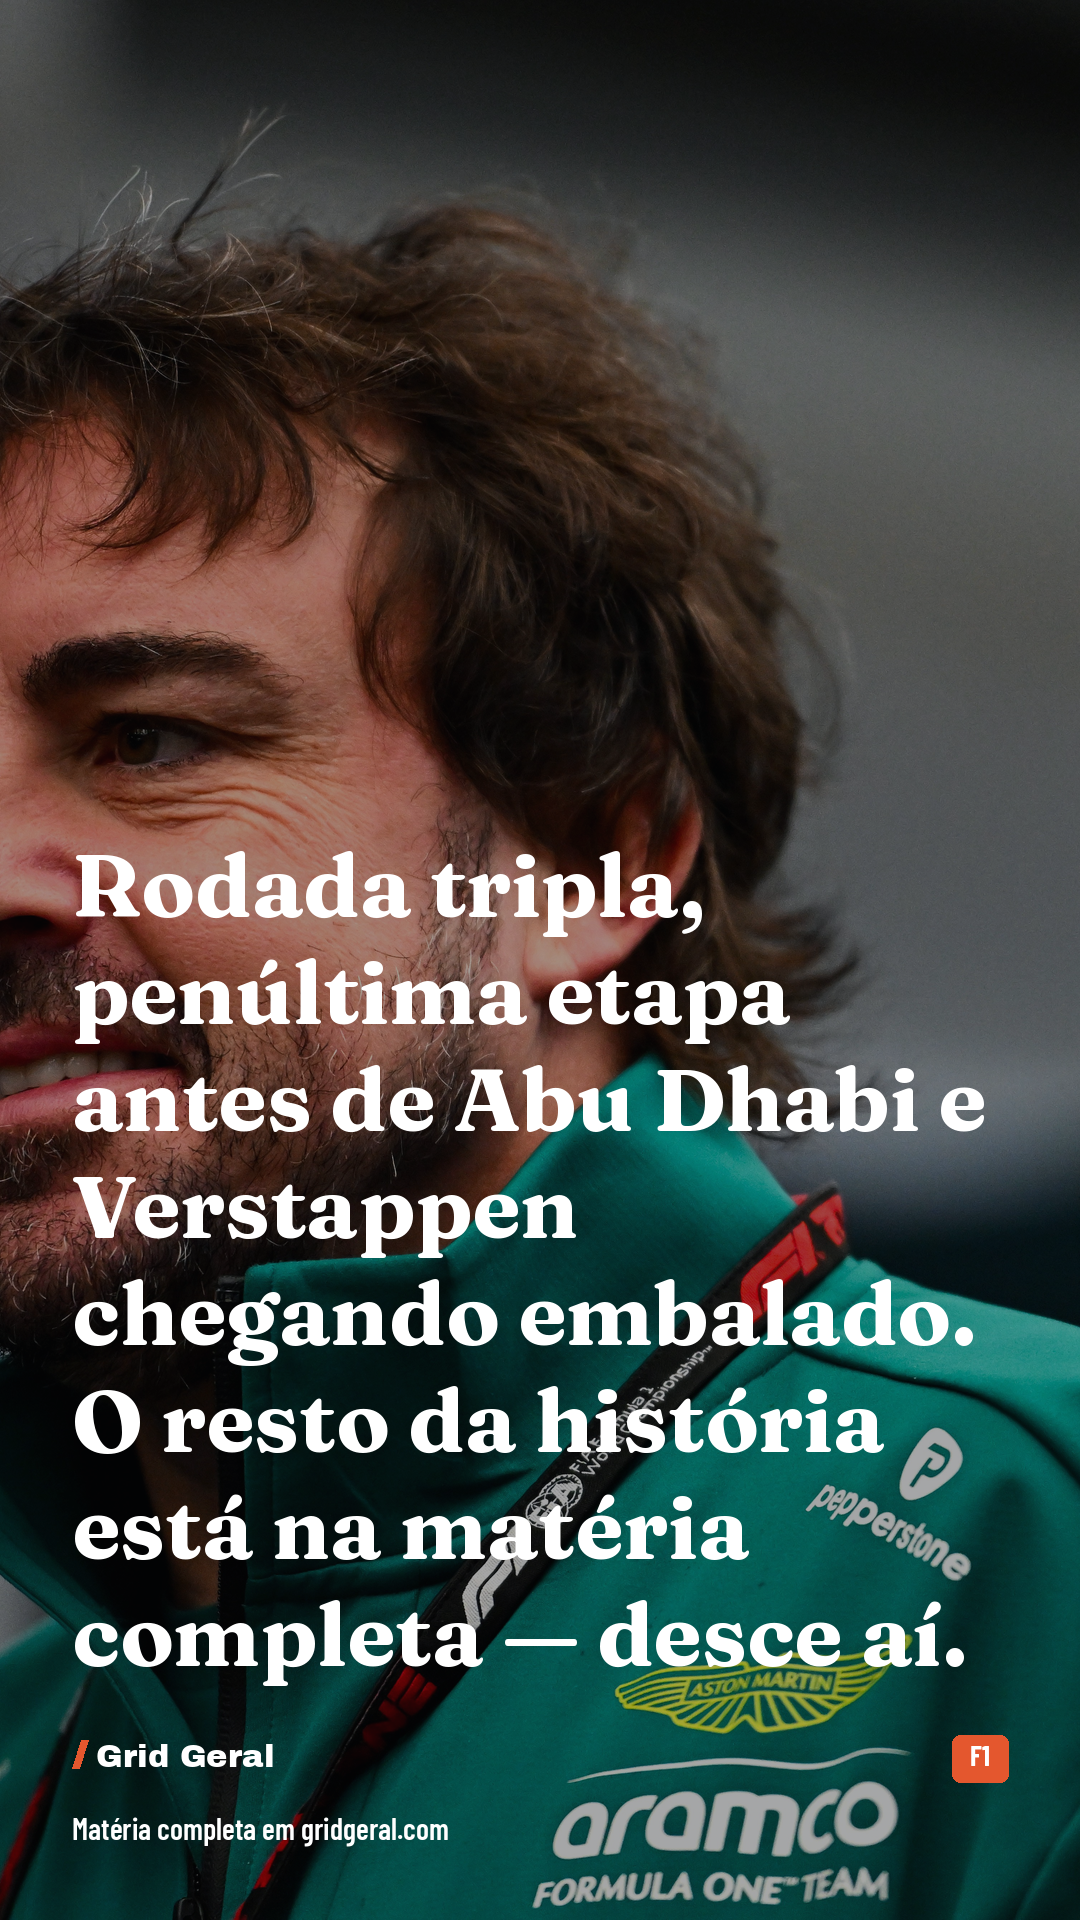 Rodada tripla,
penúltima etapa
antes de Abu Dhabi e
Verstappen
chegando embalado.
O resto da história
está na matéria
completa — desce aí.
/ Grid Geral
F1
Matéria completa em gridgeral.com
pepperstone
ASTON MARTIN
aramco
FORMULA ONE™ TEAM